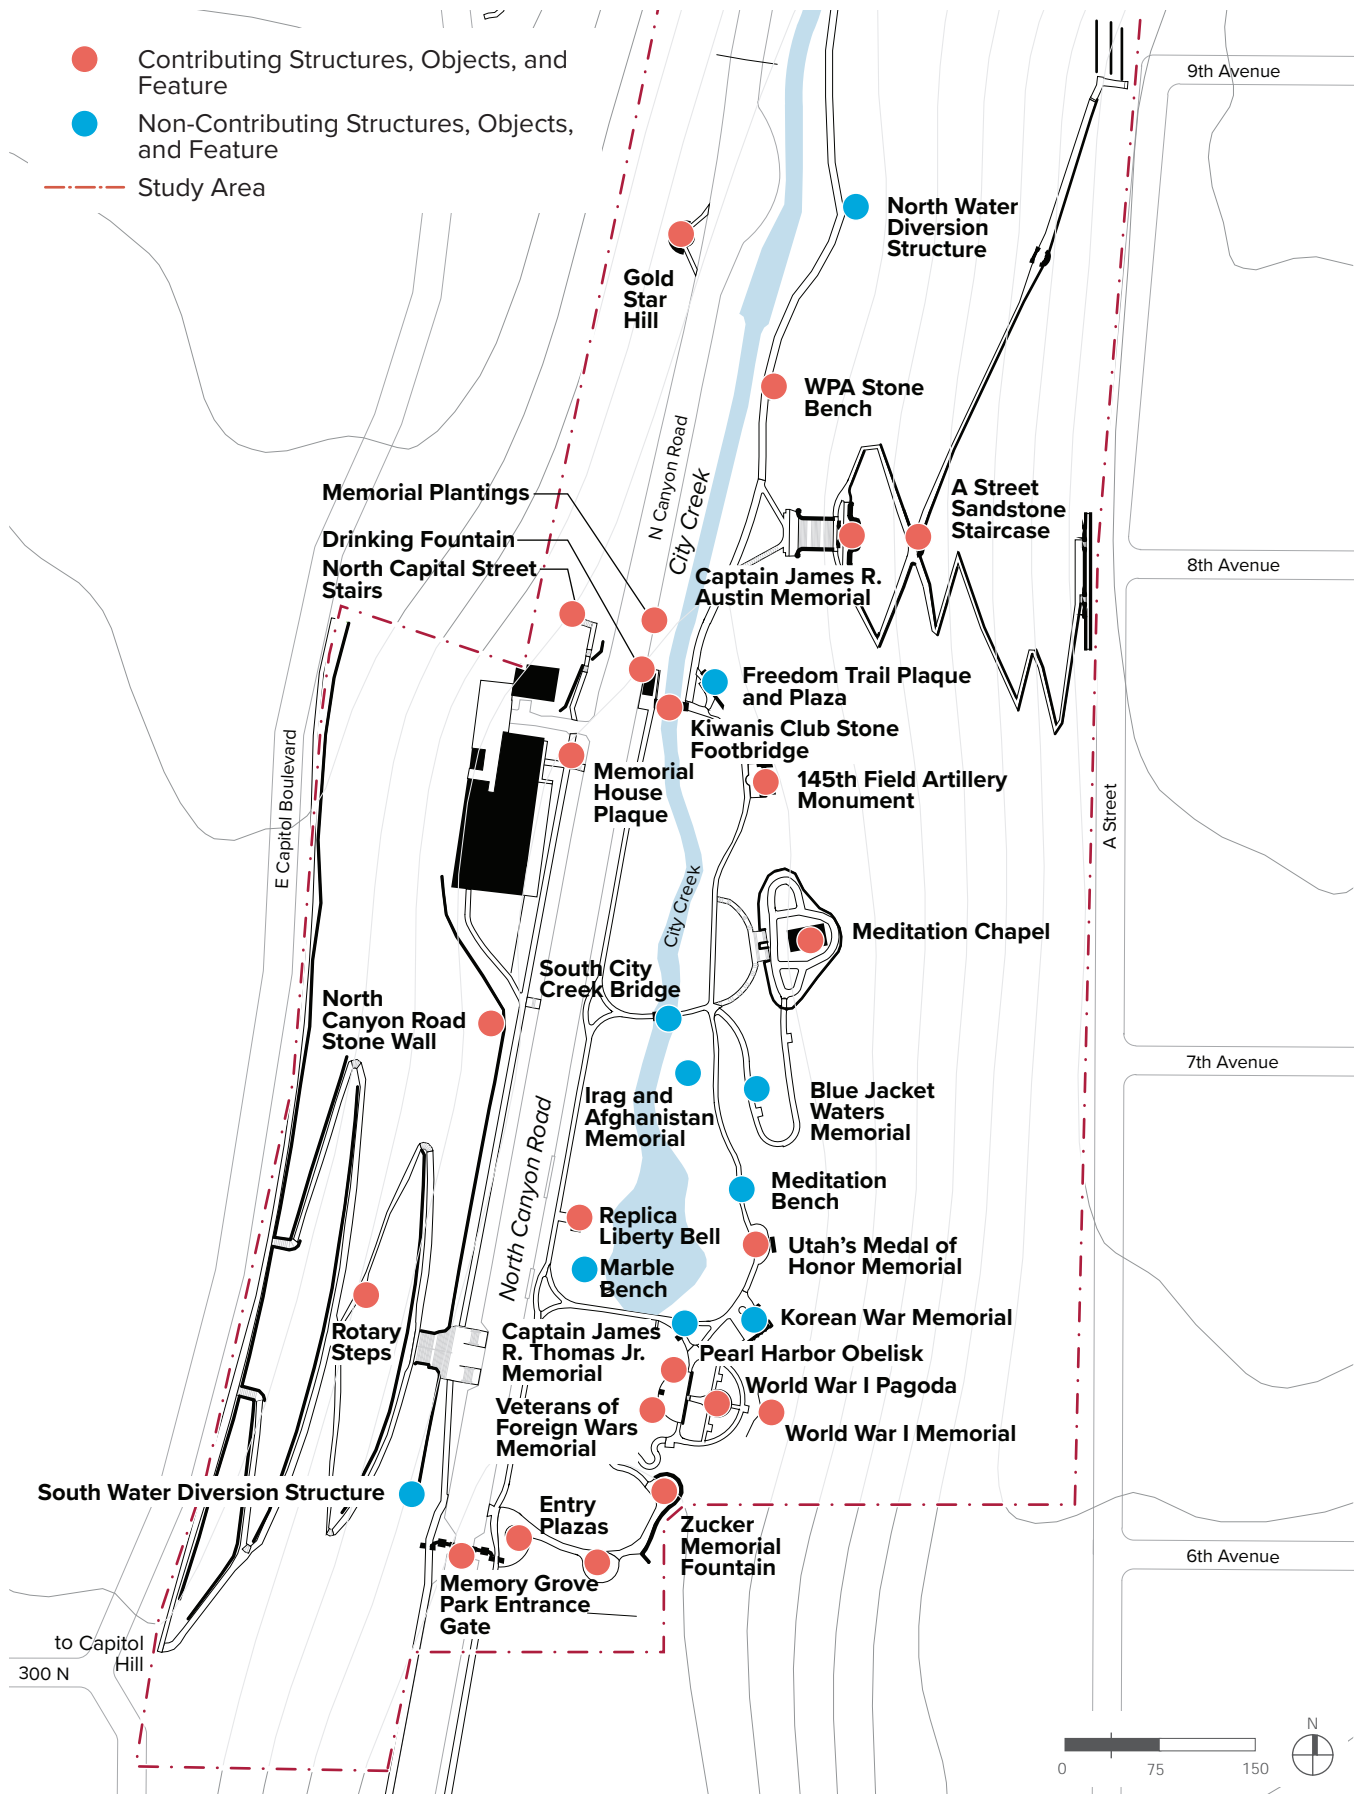 Contributing Structures, Objects, and
Feature
Non-Contributing Structures, Objects,
and Feature
Study Area
9th Avenue
North Water
Diversion
Structure
Gold
Star
Hill
WPA Stone
Bench
N Canyon Road
City Creek
Memorial Plantings
A Street
Sandstone
Staircase
Drinking Fountain
North Capital Street
Stairs
8th Avenue
Captain James R.
Austin Memorial
Freedom Trail Plaque
and Plaza
Kiwanis Club Stone
Footbridge
E Capitol Boulevard
Memorial
House
Plaque
145th Field Artillery
Monument
A Street
City Creek
Meditation Chapel
South City
Creek Bridge
North
Canyon Road
Stone Wall
7th Avenue
Irag and
Afghanistan
Memorial
Blue Jacket
Waters
Memorial
North Canyon Road
Meditation
Bench
Replica
Liberty Bell
Utah's Medal of
Honor Memorial
Marble
Bench
Korean War Memorial
Rotary
Steps
Captain James
R. Thomas Jr.
Memorial
Pearl Harbor Obelisk
World War I Pagoda
Veterans of
Foreign Wars
Memorial
World War I Memorial
South Water Diversion Structure
Entry
Plazas
Zucker
Memorial
Fountain
6th Avenue
Memory Grove
Park Entrance
Gate
to Capitol
Hill
300 N
N
0 75 150